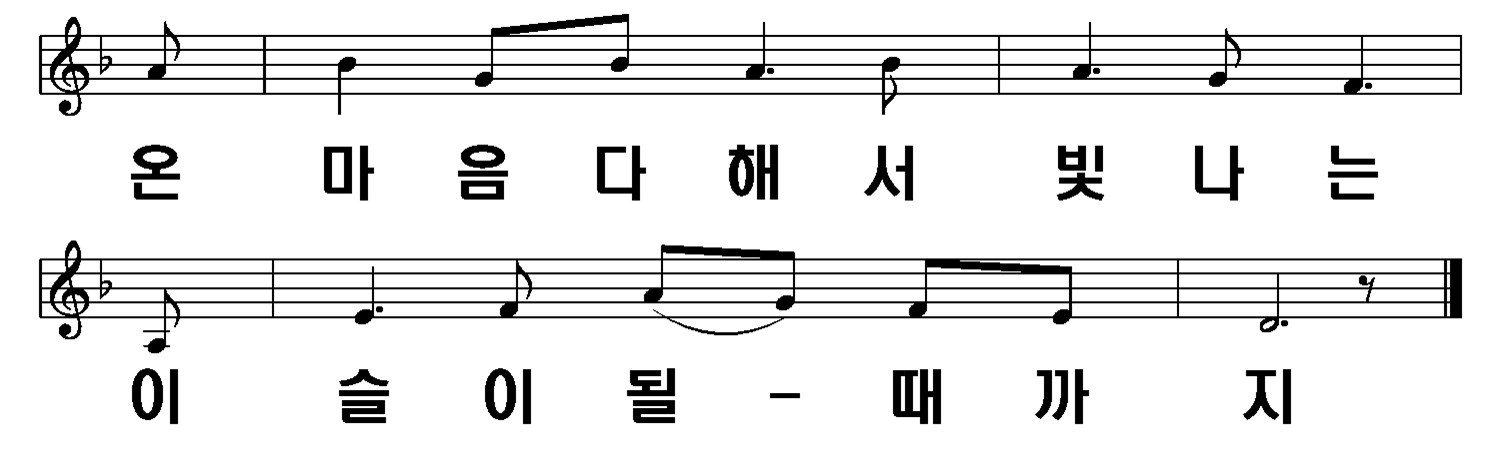 온 마 음 다 해 서 빛 나 는
이 슬 이 될 - 때 까 지